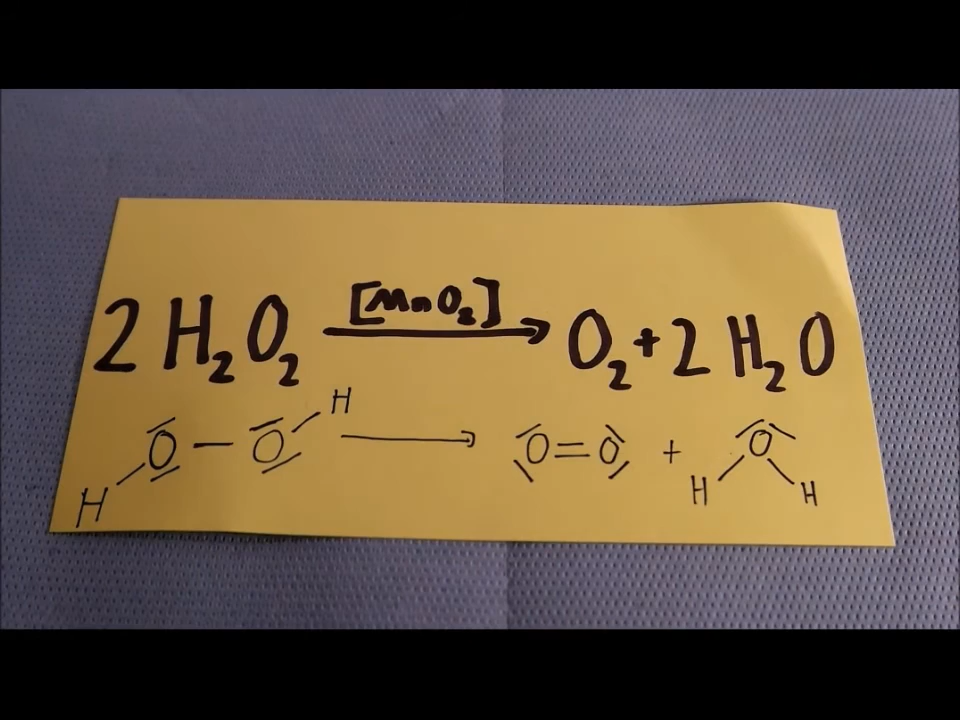 2 H₂O₂ [MnO₂] → O₂ + 2 H₂O
H O – O H → O = O + H O H